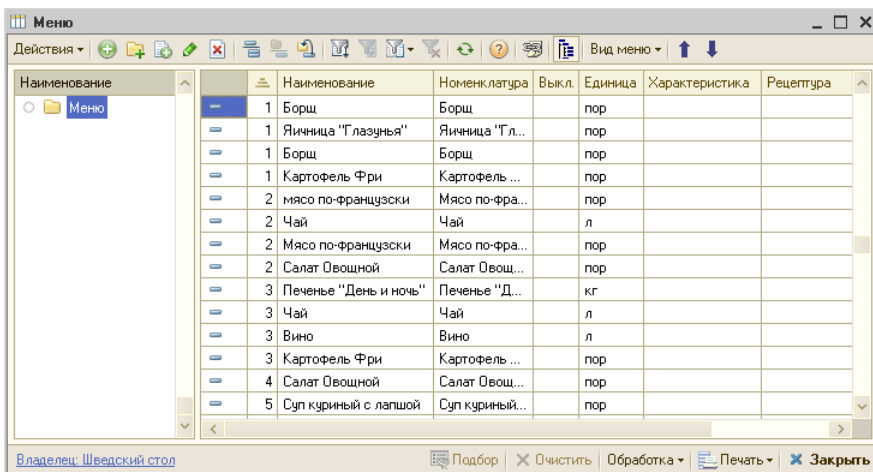 Меню
Действия Вид меню
Наименование
Меню
Наименование Номенклатура Выкл. Единица Характеристика Рецептура
1 Борщ Борщ пор
1 Яичница "Глазунья" Яичница "Гл... пор
1 Борщ Борщ пор
1 Картофель Фри Картофель ... пор
2 мясо по-французски Мясо по-фра... пор
2 Чай Чай л
2 Мясо по-французски Мясо по-фра... пор
2 Салат Овощной Салат Овощ... пор
3 Печенье "День и ночь" Печенье "Д... кг
3 Чай Чай л
3 Вино Вино л
3 Картофель Фри Картофель ... пор
4 Салат Овощной Салат Овощ... пор
5 Суп куриный с лапшой Суп куриный... пор
Владелец: Шведский стол Подбор Очистить Обработка Печать Закрыть